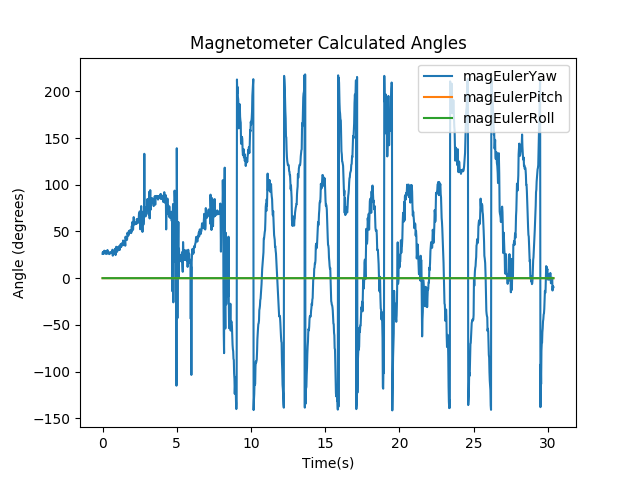 Magnetometer Calculated Angles
magEulerYaw
magEulerPitch
magEulerRoll
Angle (degrees)
200
150
100
50
0
−50
−100
−150
0 5 10 15 20 25 30
Time(s)